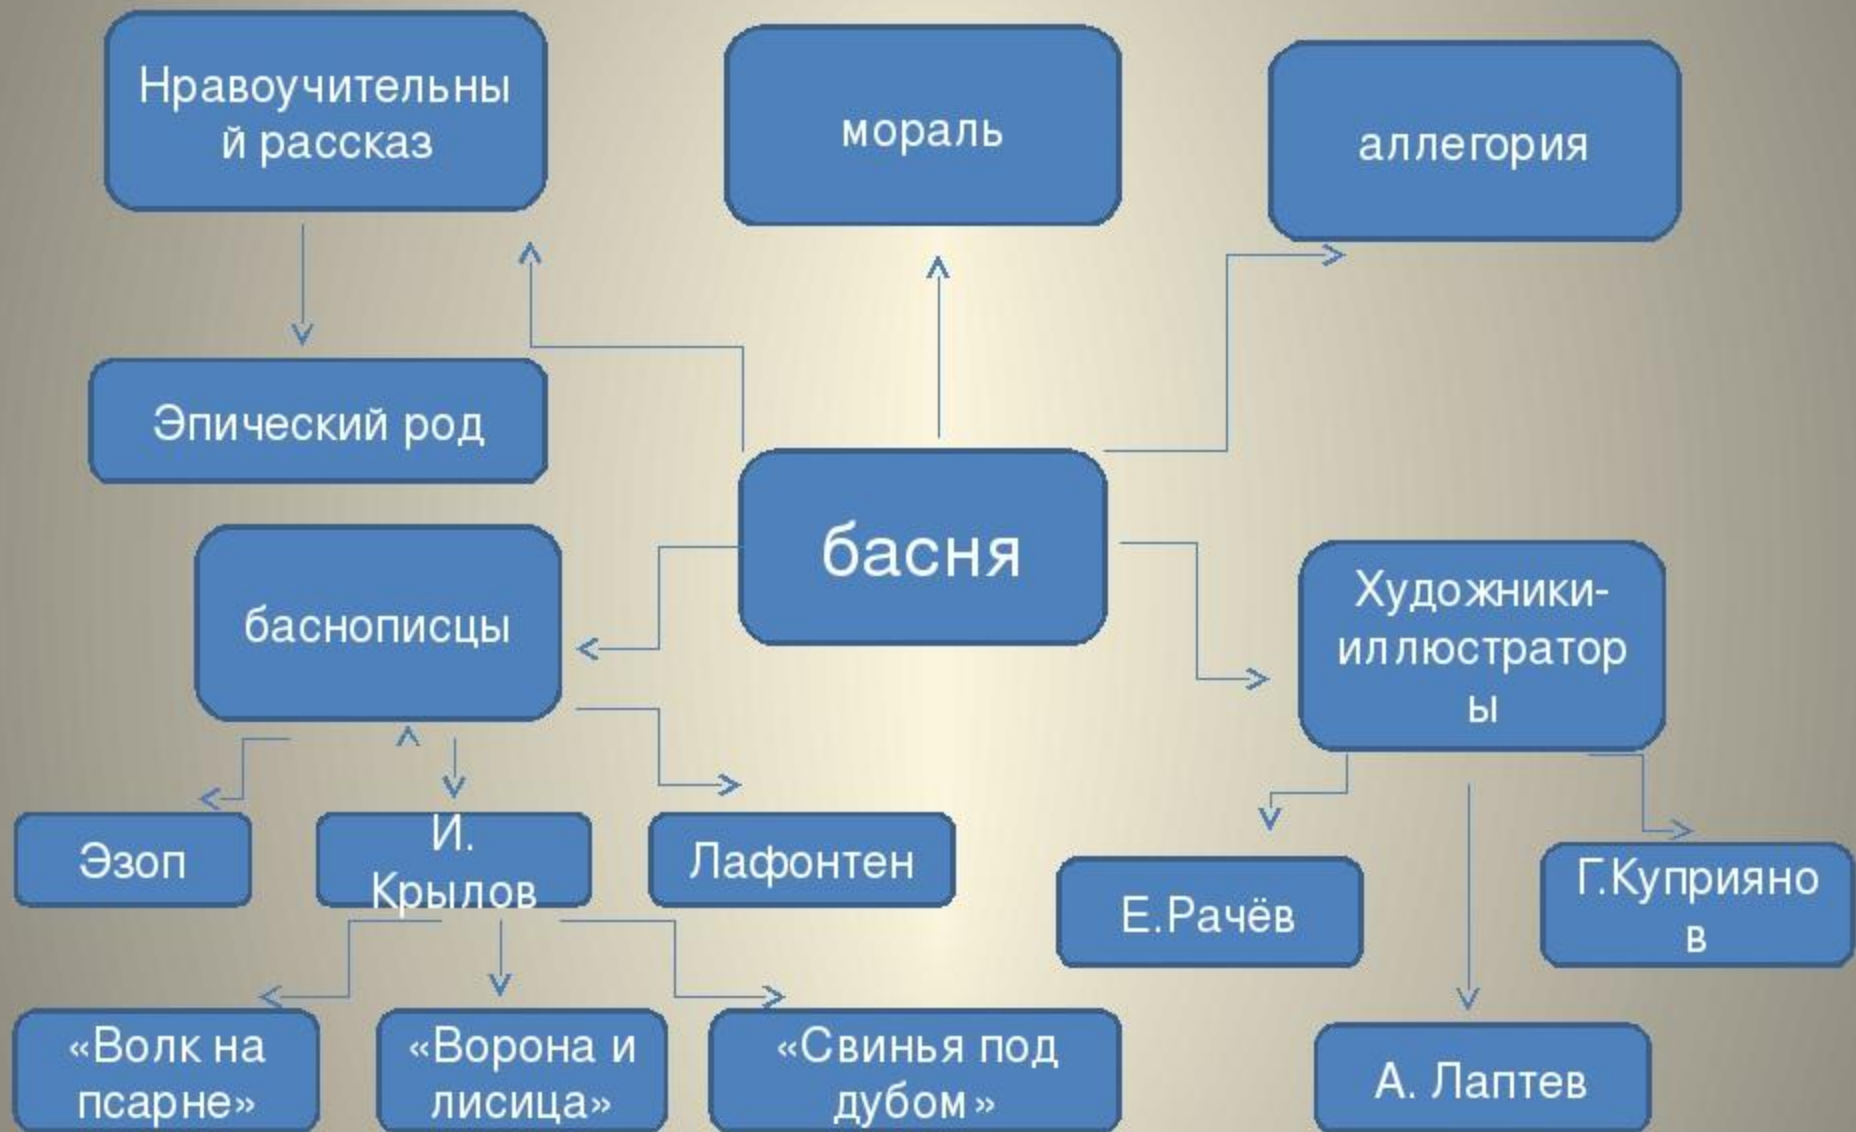 Нравоучительны
й рассказ
мораль
аллегория
Эпический род
басня
баснописцы
Художники-
иллюстратор
ы
Эзоп
И.
Крылов
Лафонтен
Е.Рачёв
Г.Куприяно
в
«Волк на
псарне»
«Ворона и
лисица»
«Свинья под
дубом»
А. Лаптев